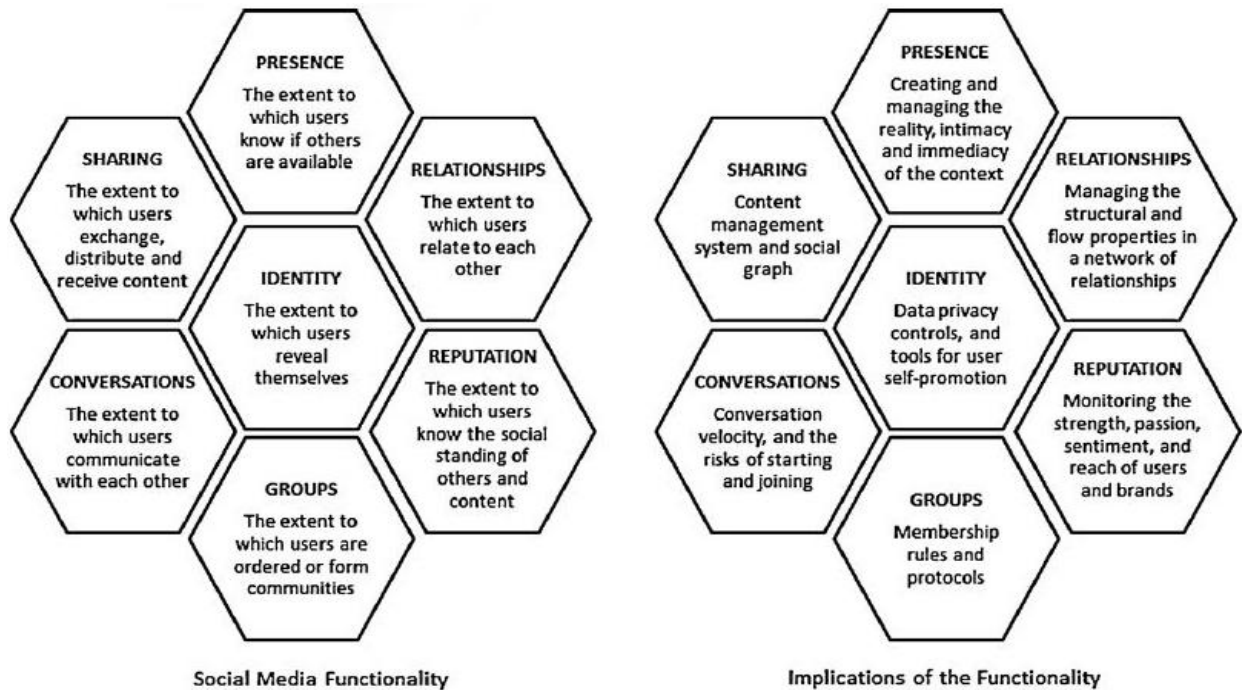 PRESENCE
The extent to
which users
know if others
are available
SHARING
The extent to
which users
exchange,
distribute and
receive content
RELATIONSHIPS
The extent to
which users
relate to each
other
IDENTITY
The extent to
which users
reveal
themselves
CONVERSATIONS
The extent to
which users
communicate
with each other
REPUTATION
The extent to
which users
know the social
standing of
others and
content
GROUPS
The extent to
which users are
ordered or form
communities
Social Media Functionality
PRESENCE
Creating and
managing the
reality, intimacy
and immediacy
of the context
SHARING
Content
management
system and social
graph
RELATIONSHIPS
Managing the
structural and
flow properties in
a network of
relationships
IDENTITY
Data privacy
controls, and
tools for user
self-promotion
CONVERSATIONS
Conversation
velocity, and the
risks of starting
and joining
REPUTATION
Monitoring the
strength, passion,
sentiment, and
reach of users
and brands
GROUPS
Membership
rules and
protocols
Implications of the Functionality